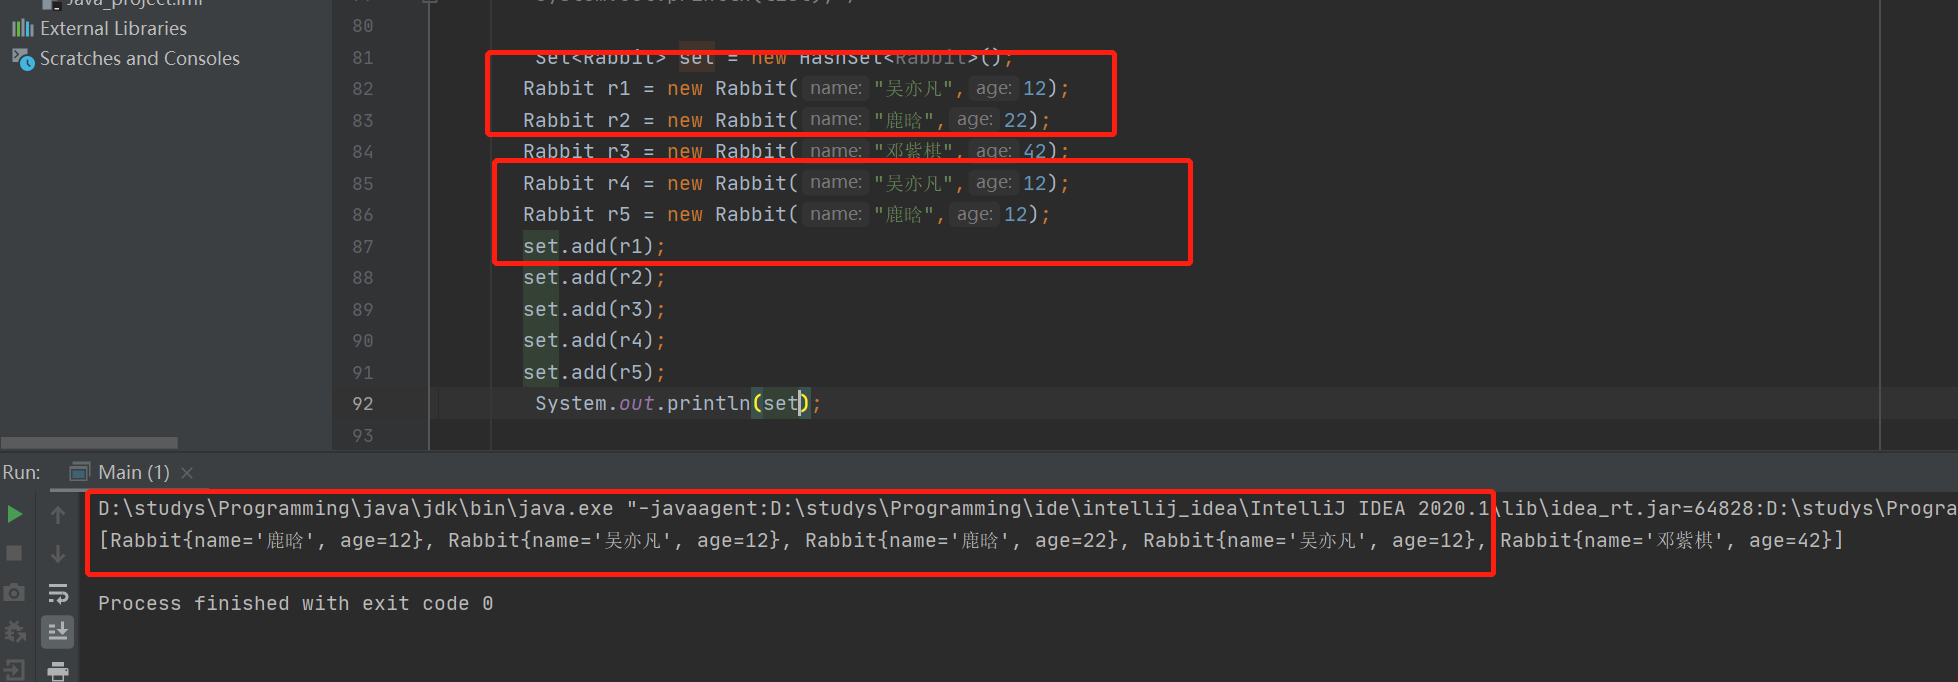 Java_project.iml
External Libraries
Scratches and Consoles
80
81 Set<Rabbit> set = new HashSet<Rabbit>();
82 Rabbit r1 = new Rabbit( name: "吴亦凡", age: 12);
83 Rabbit r2 = new Rabbit( name: "鹿晗", age: 22);
84 Rabbit r3 = new Rabbit( name: "邓紫棋", age: 42);
85 Rabbit r4 = new Rabbit( name: "吴亦凡", age: 12);
86 Rabbit r5 = new Rabbit( name: "鹿晗", age: 12);
87 set.add(r1);
88 set.add(r2);
89 set.add(r3);
90 set.add(r4);
91 set.add(r5);
92 System.out.println(set);
93
Run: Main (1)
D:\studys\Programming\java\jdk\bin\java.exe "-javaagent:D:\studys\Programming\ide\intellij_idea\IntelliJ IDEA 2020.1\lib\idea_rt.jar=64828:D:\studys\Progra
[Rabbit{name='鹿晗', age=12}, Rabbit{name='吴亦凡', age=12}, Rabbit{name='鹿晗', age=22}, Rabbit{name='吴亦凡', age=12}, Rabbit{name='邓紫棋', age=42}]
Process finished with exit code 0